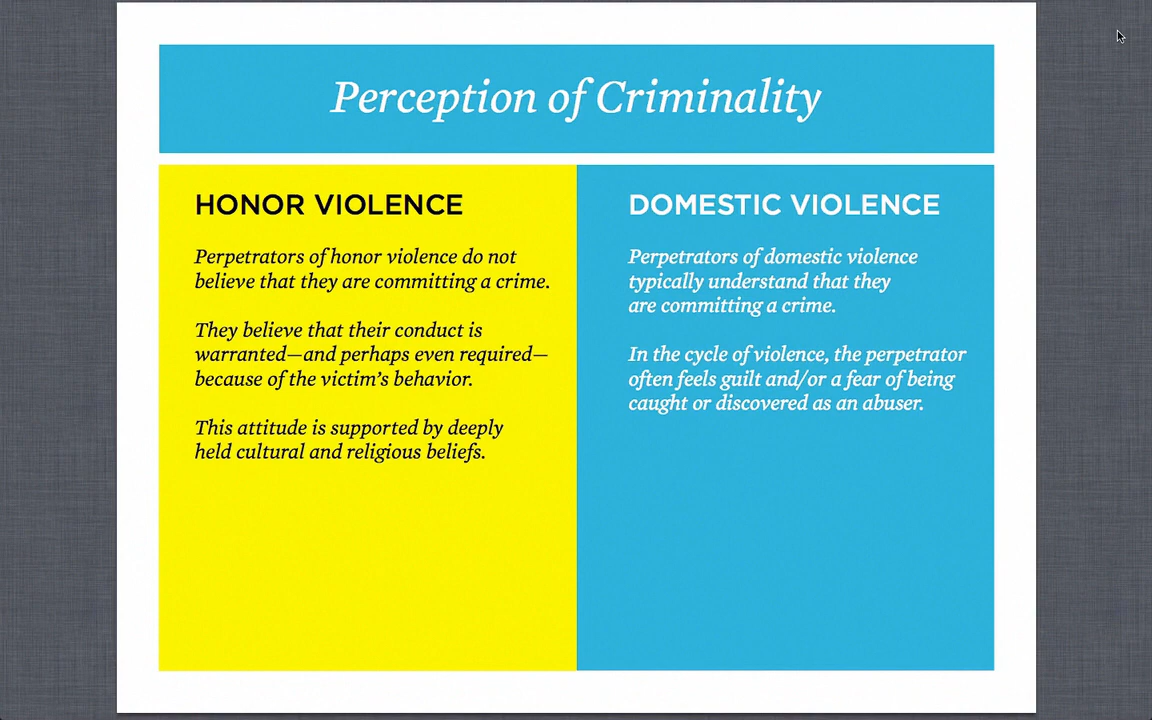 Perception of Criminality
HONOR VIOLENCE
Perpetrators of honor violence do not
believe that they are committing a crime.
They believe that their conduct is
warranted—and perhaps even required—
because of the victim's behavior.
This attitude is supported by deeply
held cultural and religious beliefs.
DOMESTIC VIOLENCE
Perpetrators of domestic violence
typically understand that they
are committing a crime.
In the cycle of violence, the perpetrator
often feels guilt and/or a fear of being
caught or discovered as an abuser.